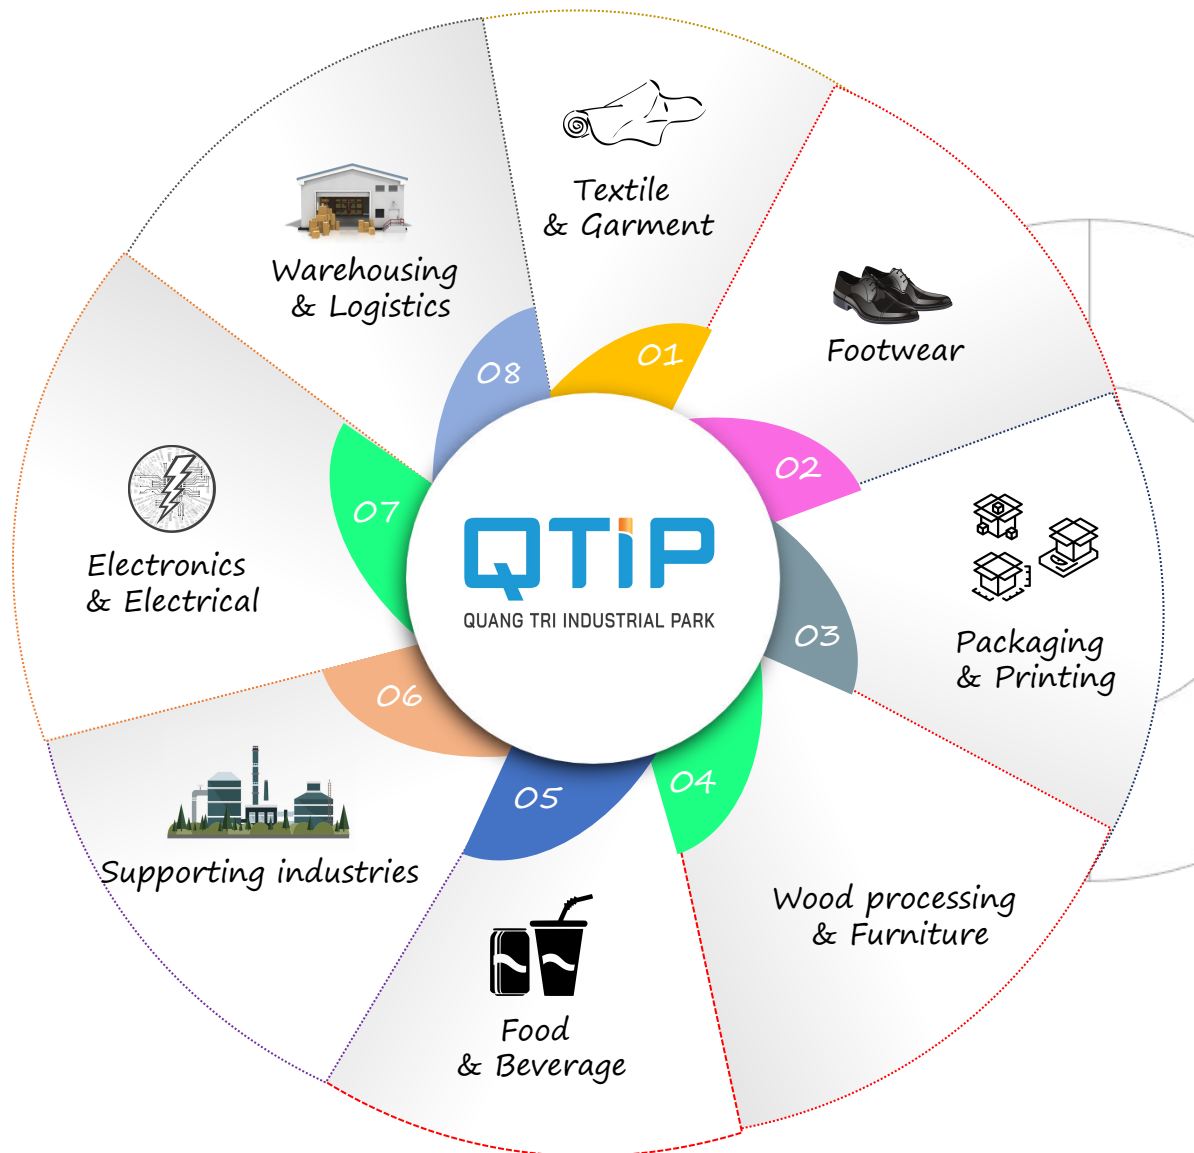 01
Textile
& Garment
02
Footwear
03
Packaging
& Printing
04
Wood processing
& Furniture
05
Food
& Beverage
06
Supporting industries
07
Electronics
& Electrical
08
Warehousing
& Logistics
QTiP
QUANG TRI INDUSTRIAL PARK